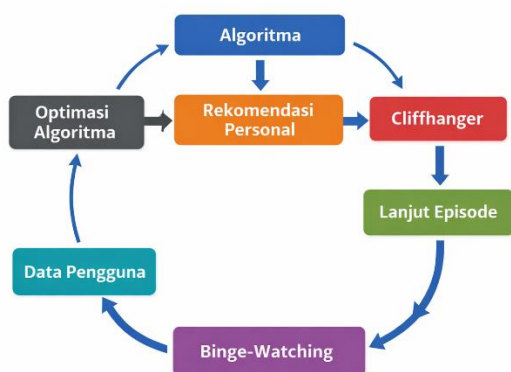 Algoritma
Optimasi
Algoritma
Rekomendasi
Personal
Cliffhanger
Lanjut Episode
Data Pengguna
Binge-Watching